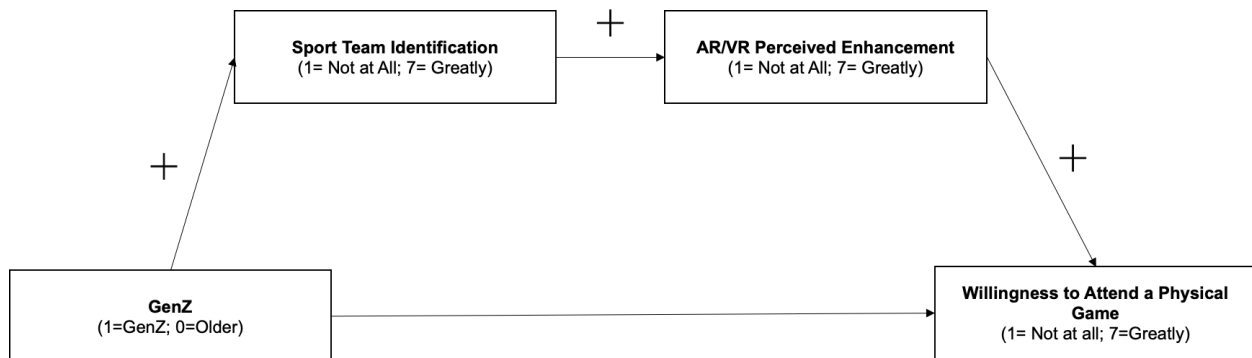 +
Sport Team Identification
(1= Not at All; 7= Greatly)
AR/VR Perceived Enhancement
(1= Not at All; 7= Greatly)
+
+
GenZ
(1=GenZ; 0=Older)
Willingness to Attend a Physical
Game
(1= Not at all; 7=Greatly)